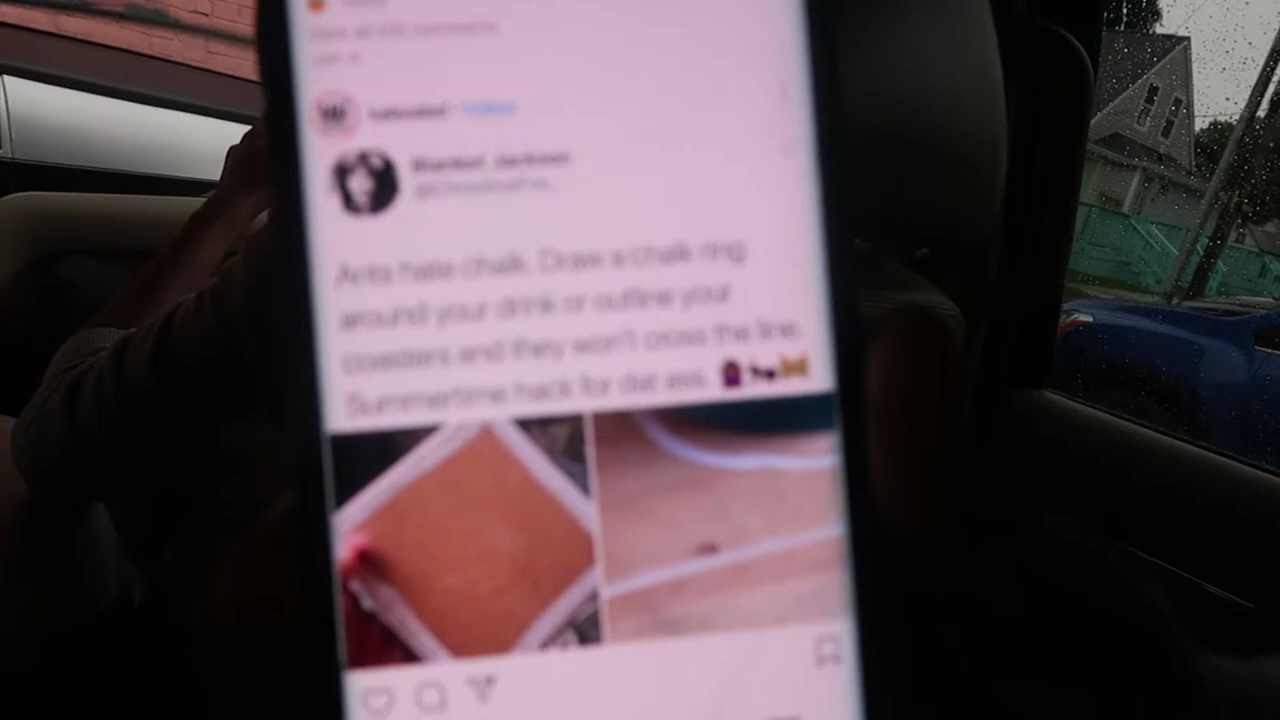 Ants hate chalk. Draw a chalk ring
around your drink or outline your
coasters and they won't cross the line.
Summertime hack for dat ass.